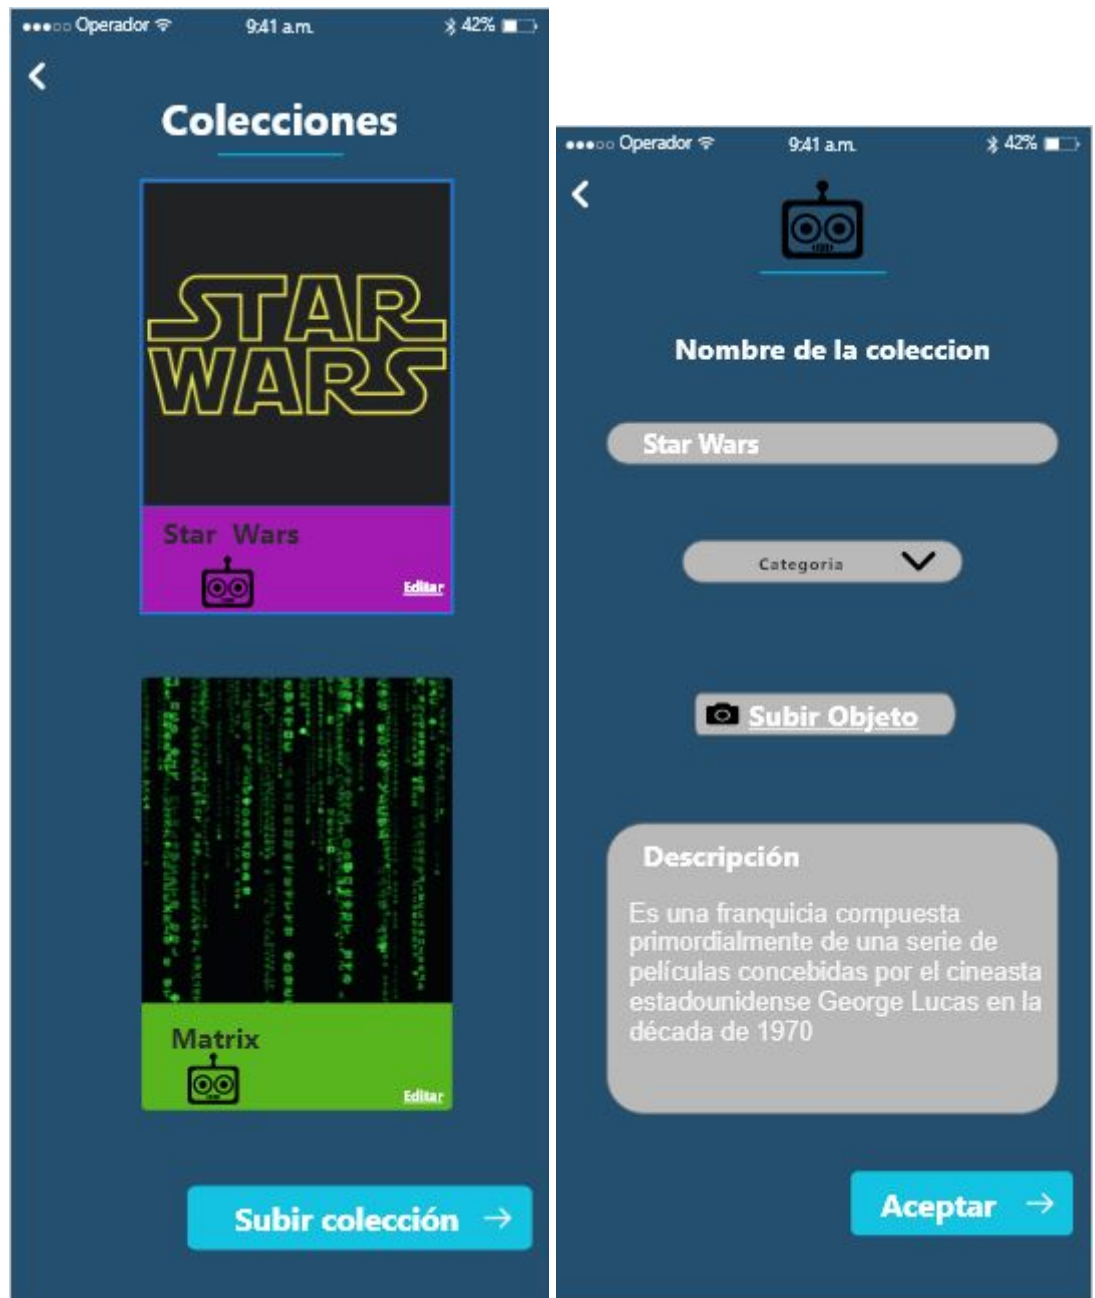 Operador 9:41 a.m. 42%
Colecciones
STAR
WARS
Star Wars
Editar
Matrix
Editar
Subir colección
Operador 9:41 a.m. 42%
Nombre de la coleccion
Star Wars
Categoria
Subir Objeto
Descripción
Es una franquicia compuesta
primordialmente de una serie de
películas concebidas por el cineasta
estadounidense George Lucas en la
década de 1970
Aceptar